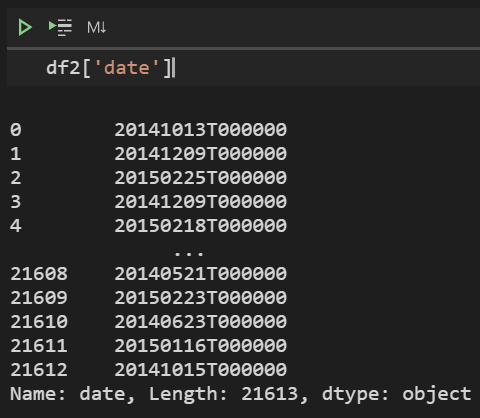 M↓
df2['date']
0 20141013T000000
1 20141209T000000
2 20150225T000000
3 20141209T000000
4 20150218T000000
...
21608 20140521T000000
21609 20150223T000000
21610 20140623T000000
21611 20150116T000000
21612 20141015T000000
Name: date, Length: 21613, dtype: object